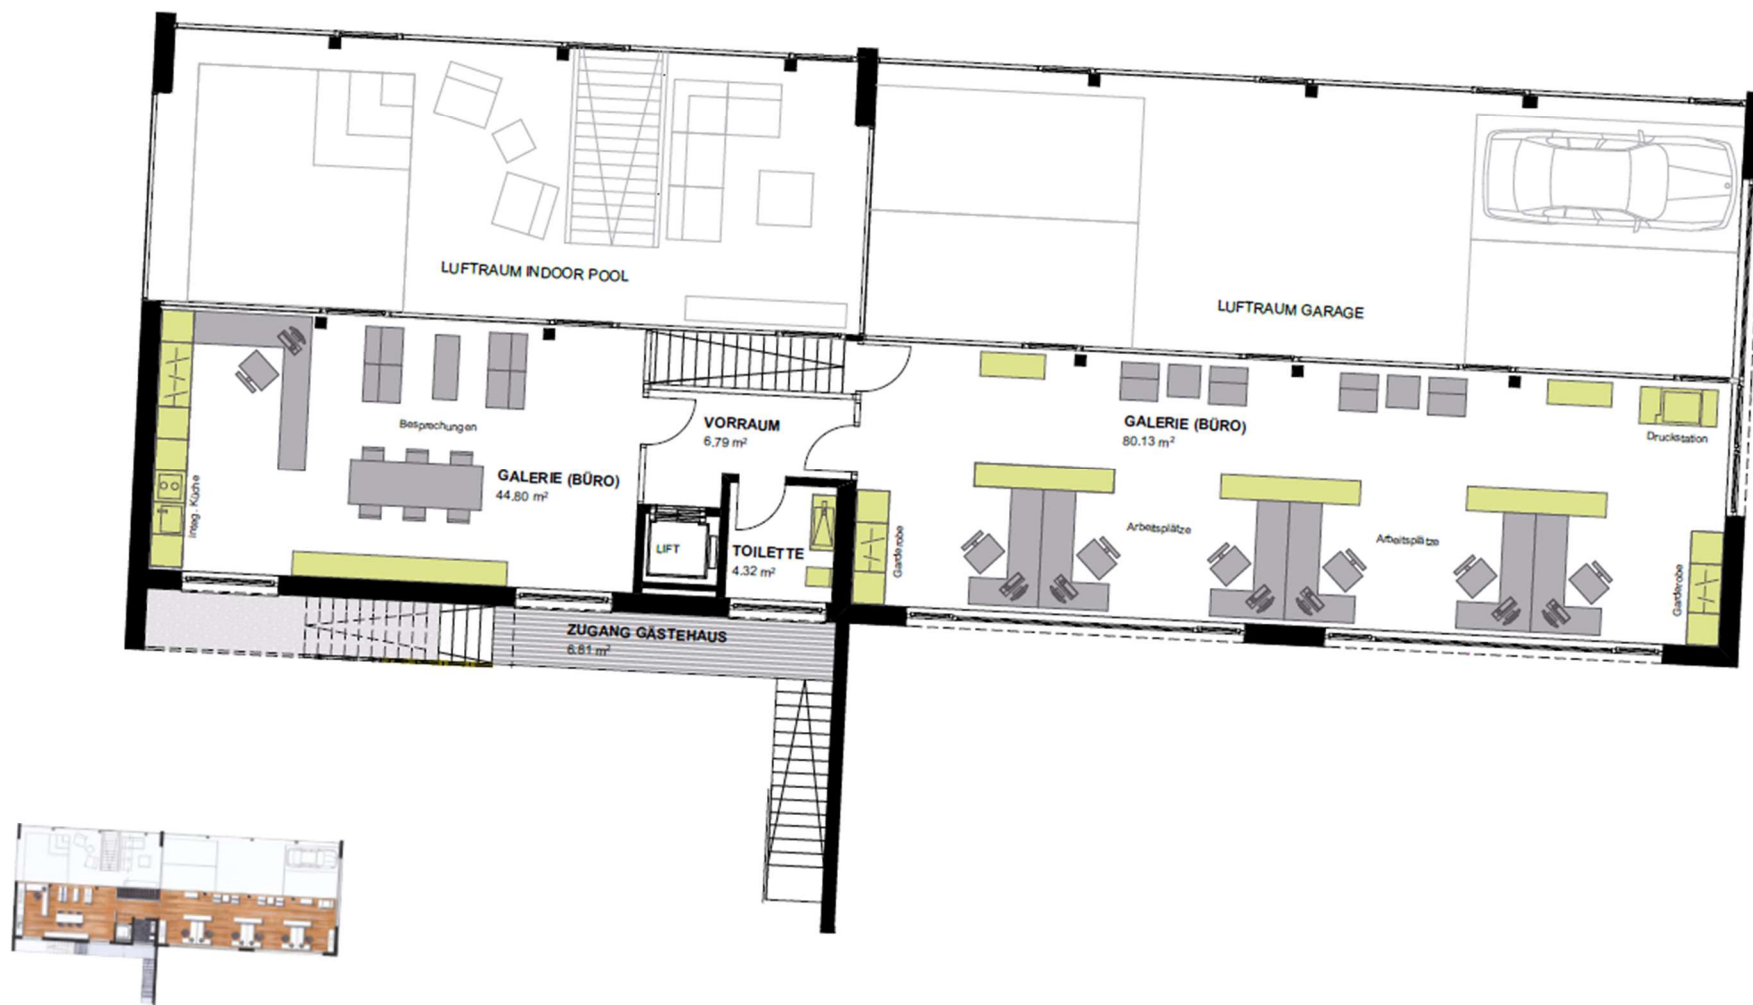 LUFTRAUM INDOOR POOL
LUFTRAUM GARAGE
Besprechungen
VORRAUM
6.79 m²
GALERIE (BÜRO)
80.13 m²
Druckstation
GALERIE (BÜRO)
44.80 m²
integ. Küche
Arbeitsplätze
Arbeitsplätze
LIFT
TOILETTE
4.32 m²
Garderobe
Garderobe
ZUGANG GÄSTEHAUS
6.81 m²